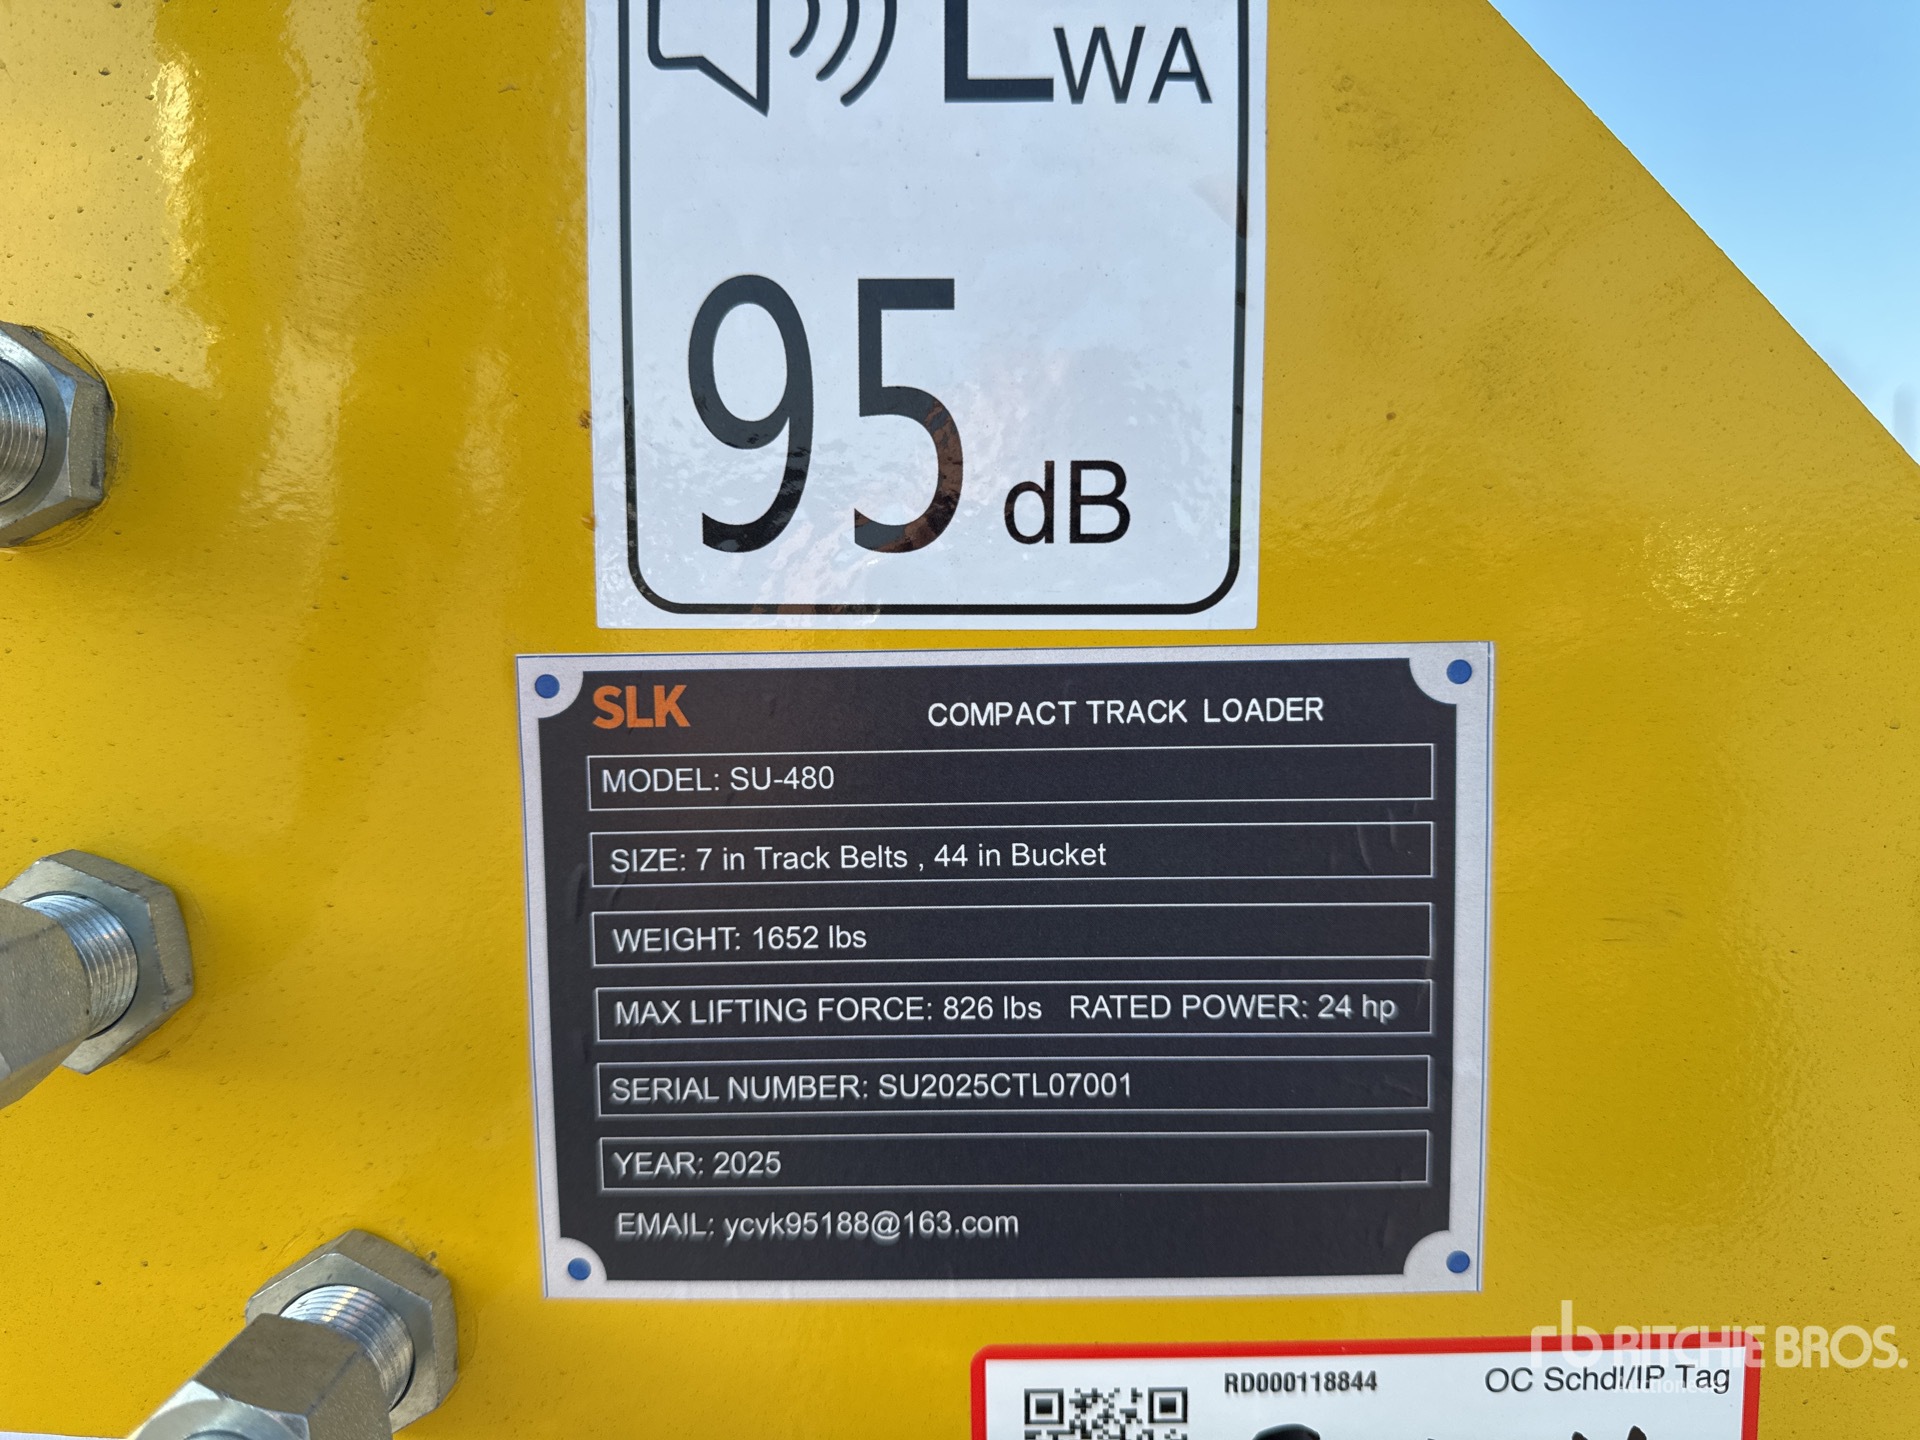 LWA
95 dB
SLK COMPACT TRACK LOADER
MODEL: SU-480
SIZE: 7 in Track Belts , 44 in Bucket
WEIGHT: 1652 lbs
MAX LIFTING FORCE: 826 lbs RATED POWER: 24 hp
SERIAL NUMBER: SU2025CTL07001
YEAR: 2025
EMAIL: ycvk95188@163.com
rb RITCHIE BROS.
Auctioneers
RD000118844 OC Schdl/IP Tag